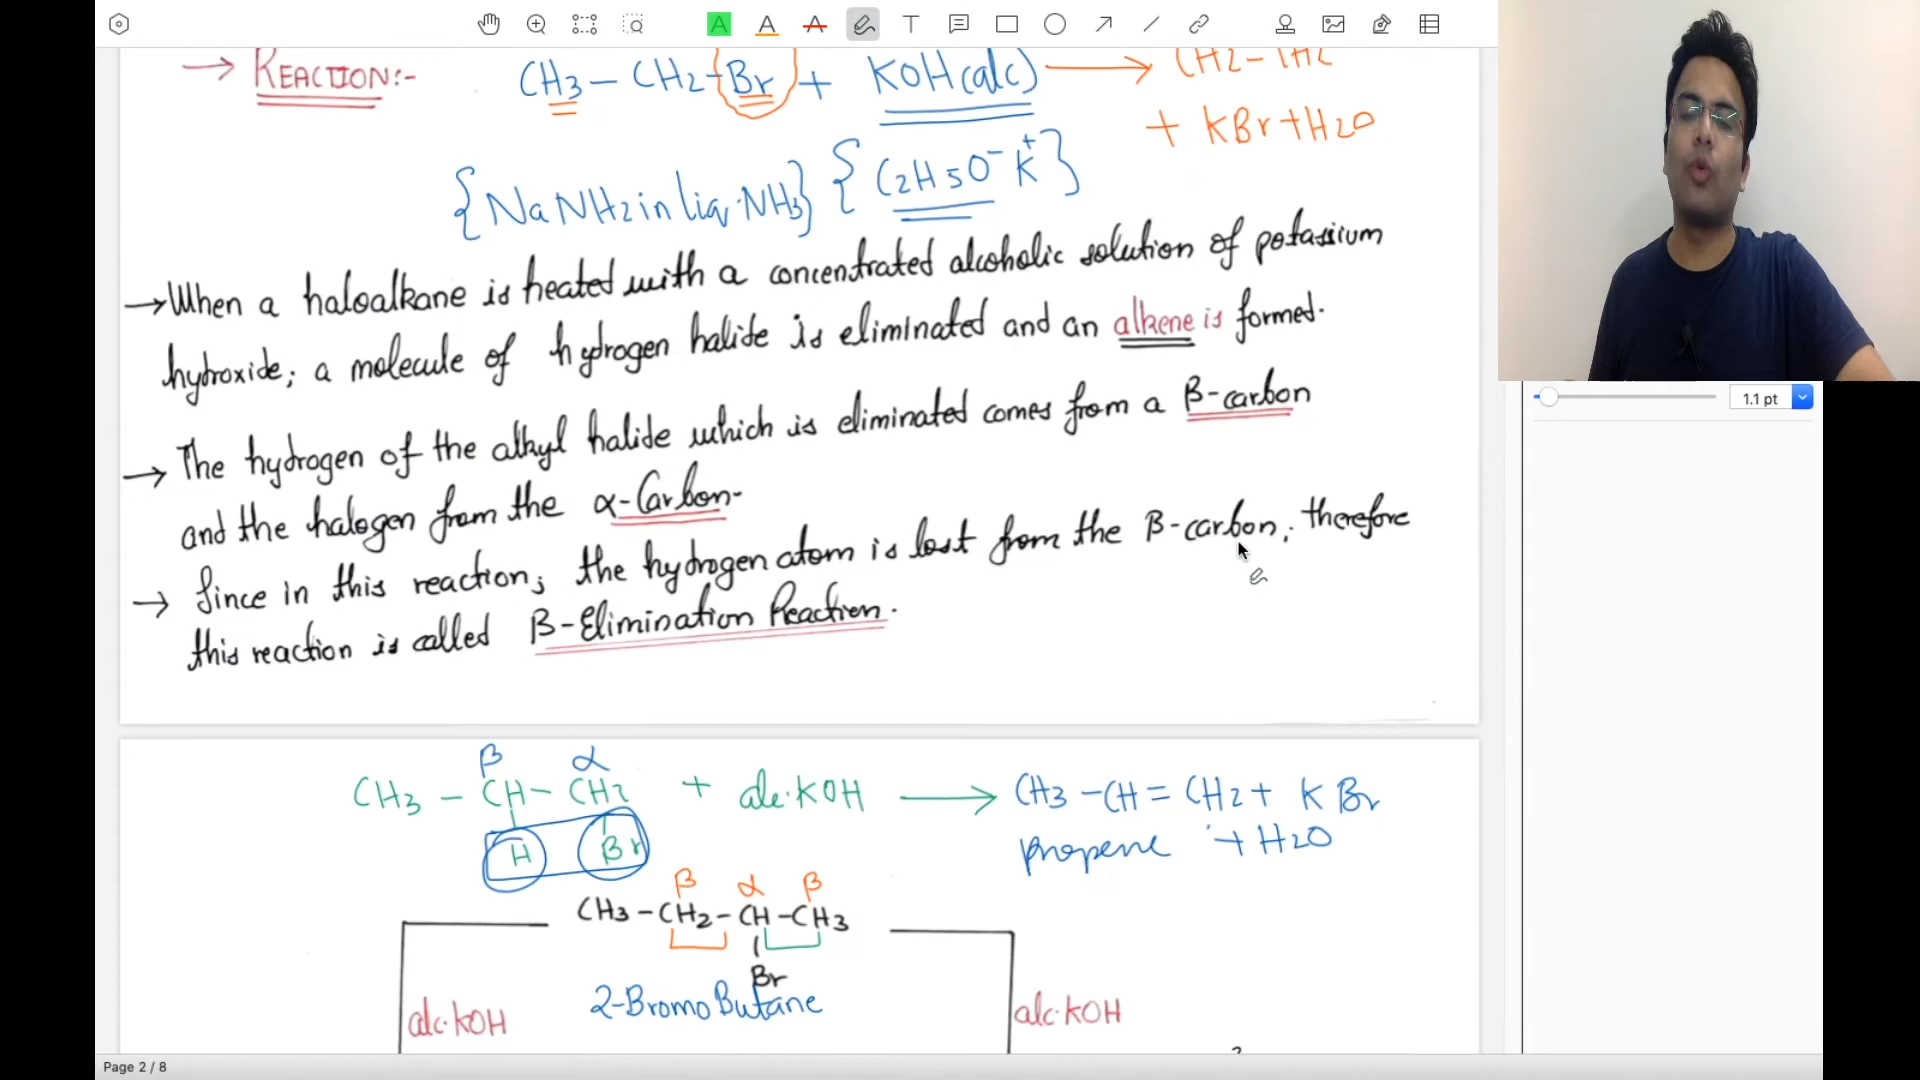 → REACTION:-
CH3 – CH2 – Br + KOH(alc) → CH2 – CH2
+ KBr + H2O
{NaNH2 in liq. NH3} {C2H5O⁻K⁺}
→ When a haloalkane is heated with a concentrated alcoholic solution of potassium
hydroxide; a molecule of hydrogen halide is eliminated and an alkene is formed.
→ The hydrogen of the alkyl halide which is eliminated comes from a β-carbon
and the halogen from the α-Carbon-
→ Since in this reaction; the hydrogen atom is lost from the β-carbon; therefore
this reaction is called β-Elimination Reaction.
β α
CH3 – CH – CH2 + alc. KOH → CH3 – CH = CH2 + KBr
H Br propene + H2O
β α β
CH3 – CH2 – CH – CH3
Br
2-BromoButane
alc. KOH alc. KOH
1.1 pt
Page 2 / 8